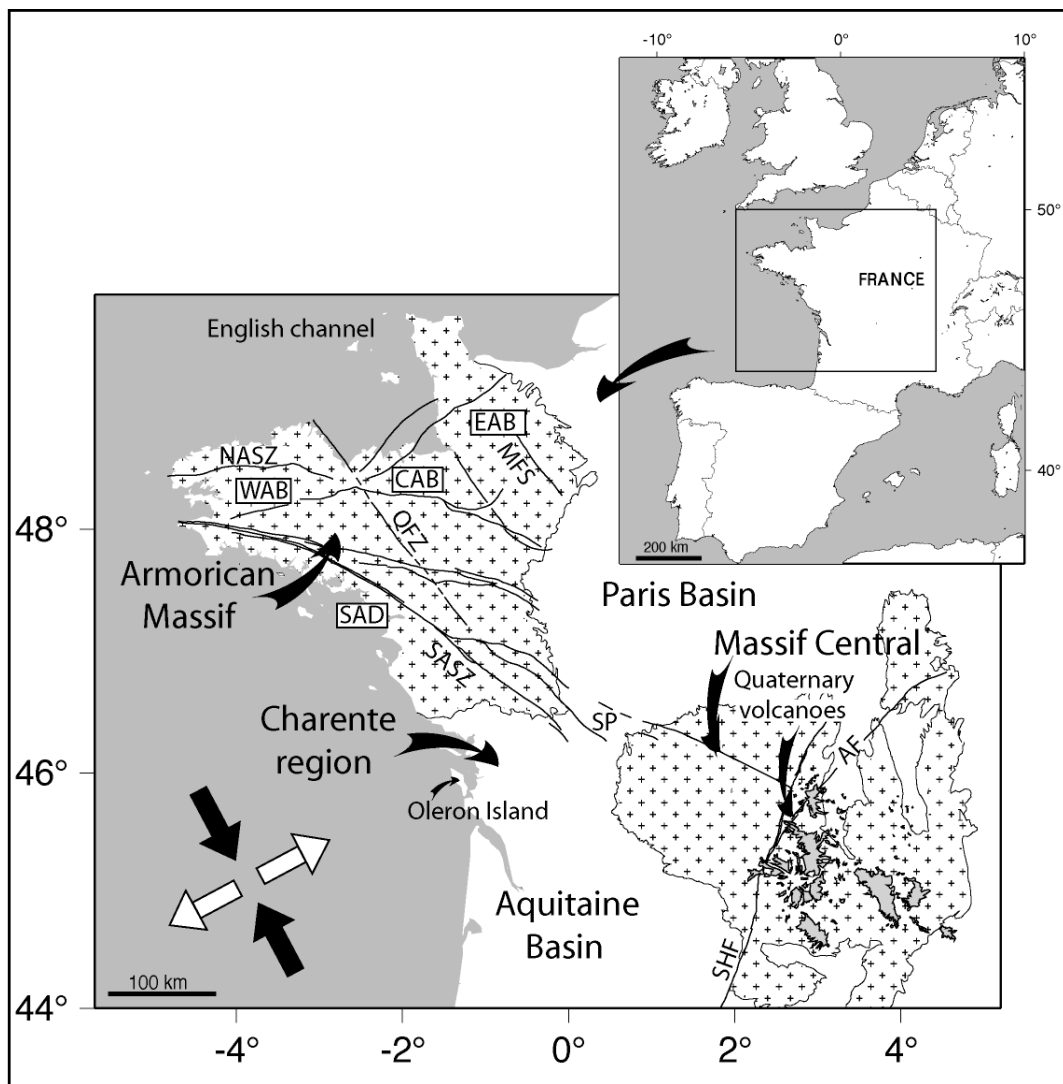 -10°
0°
10°
50°
40°
FRANCE
200 km
English channel
EAB
MFS
NASZ
WAB
CAB
QFZ
48°
Armorican
Massif
SAD
SASZ
Paris Basin
Massif Central
Quaternary
volcanoes
SP
AF
Charente
region
46°
Oleron Island
Aquitaine
Basin
SHF
100 km
44°
-4°
-2°
0°
2°
4°